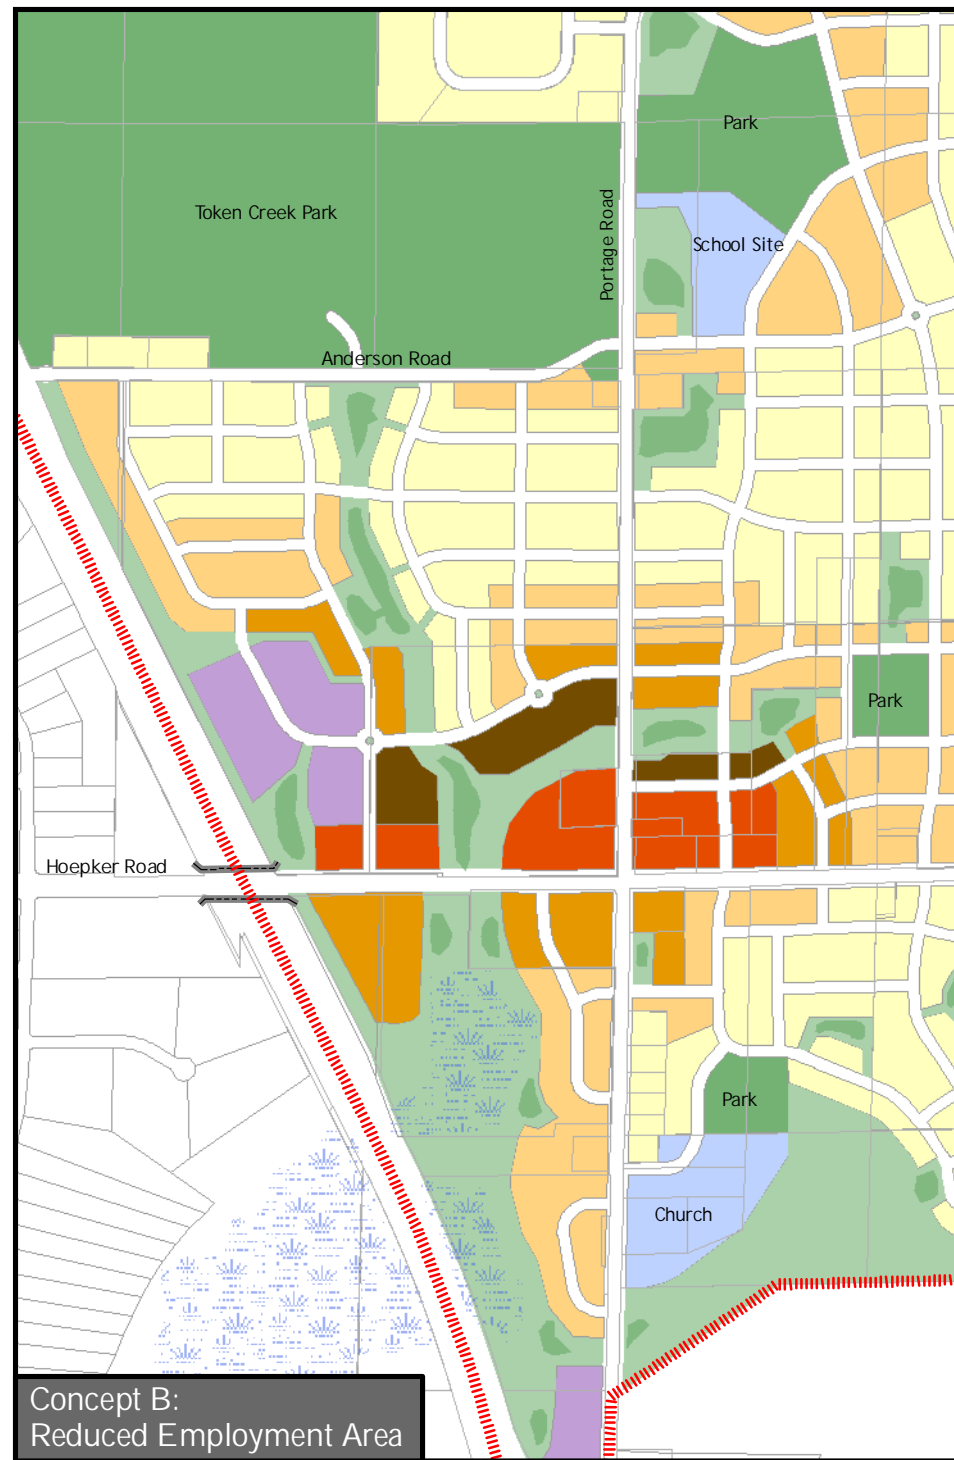 Park
Token Creek Park
Portage Road
School Site
Anderson Road
Park
Hoepker Road
Park
Church
Concept B:
Reduced Employment Area